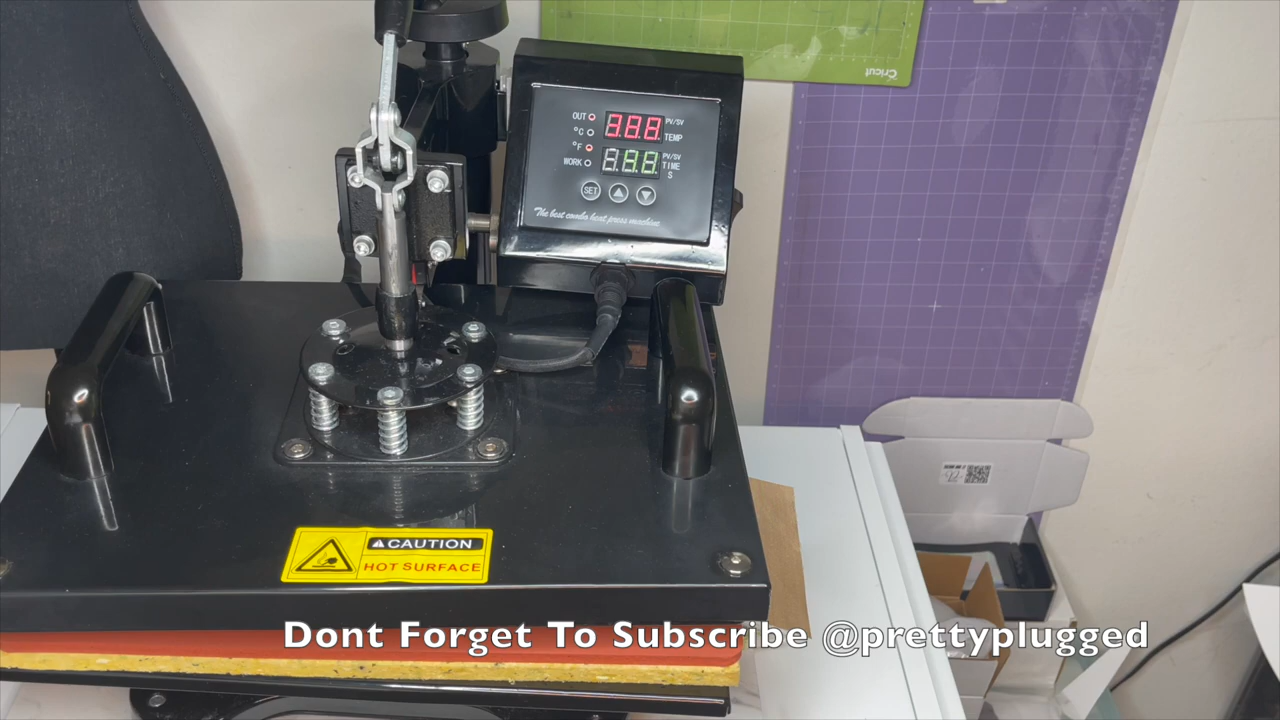 Cricut
OUT
PV/SV
°C
TEMP
°F
PV/SV
WORK
TIME
S
SET
The best combo heat press machine
CAUTION
HOT SURFACE
Dont Forget To Subscribe @prettyplugged